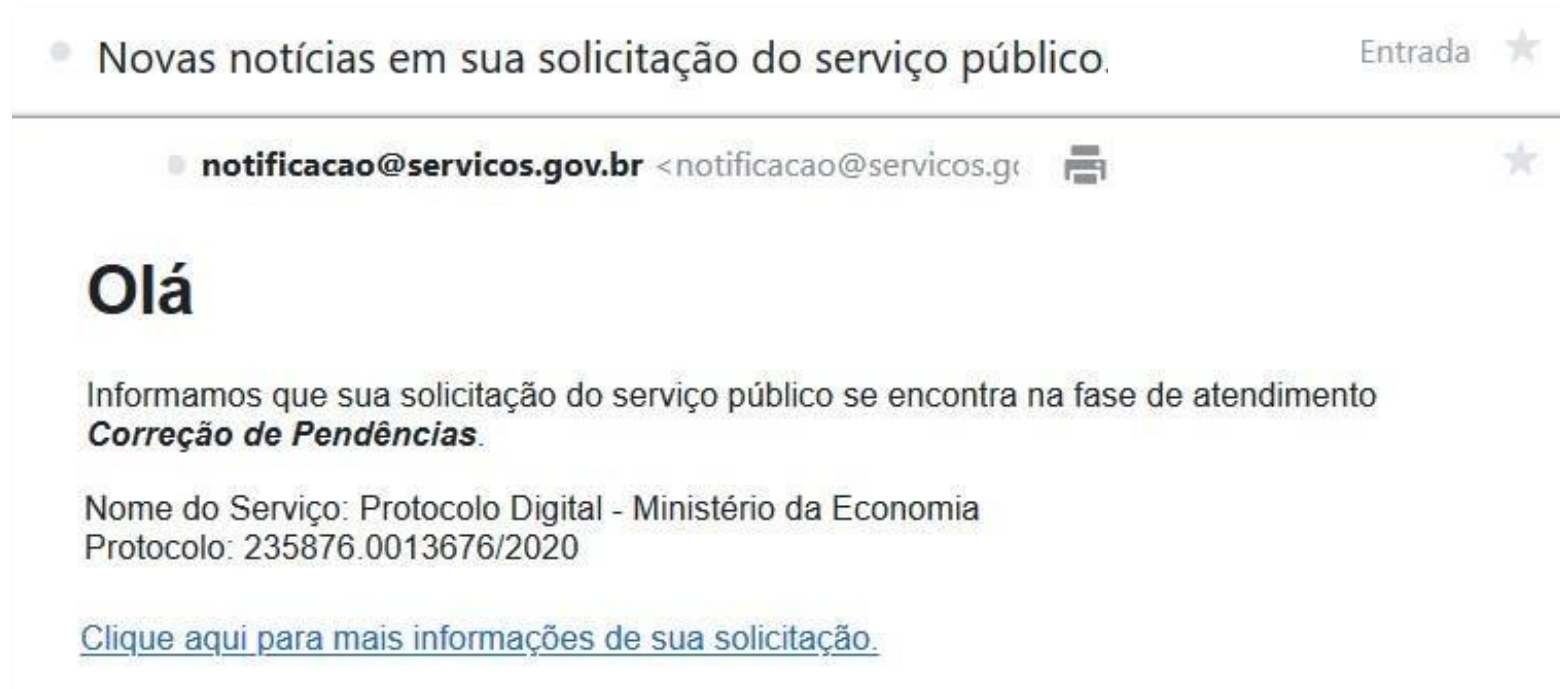 Novas notícias em sua solicitação do serviço público.
Entrada
notificacao@servicos.gov.br <notificacao@servicos.g
Olá
Informamos que sua solicitação do serviço público se encontra na fase de atendimento
Correção de Pendências.
Nome do Serviço: Protocolo Digital - Ministério da Economia
Protocolo: 235876.0013676/2020
Clique aqui para mais informações de sua solicitação.